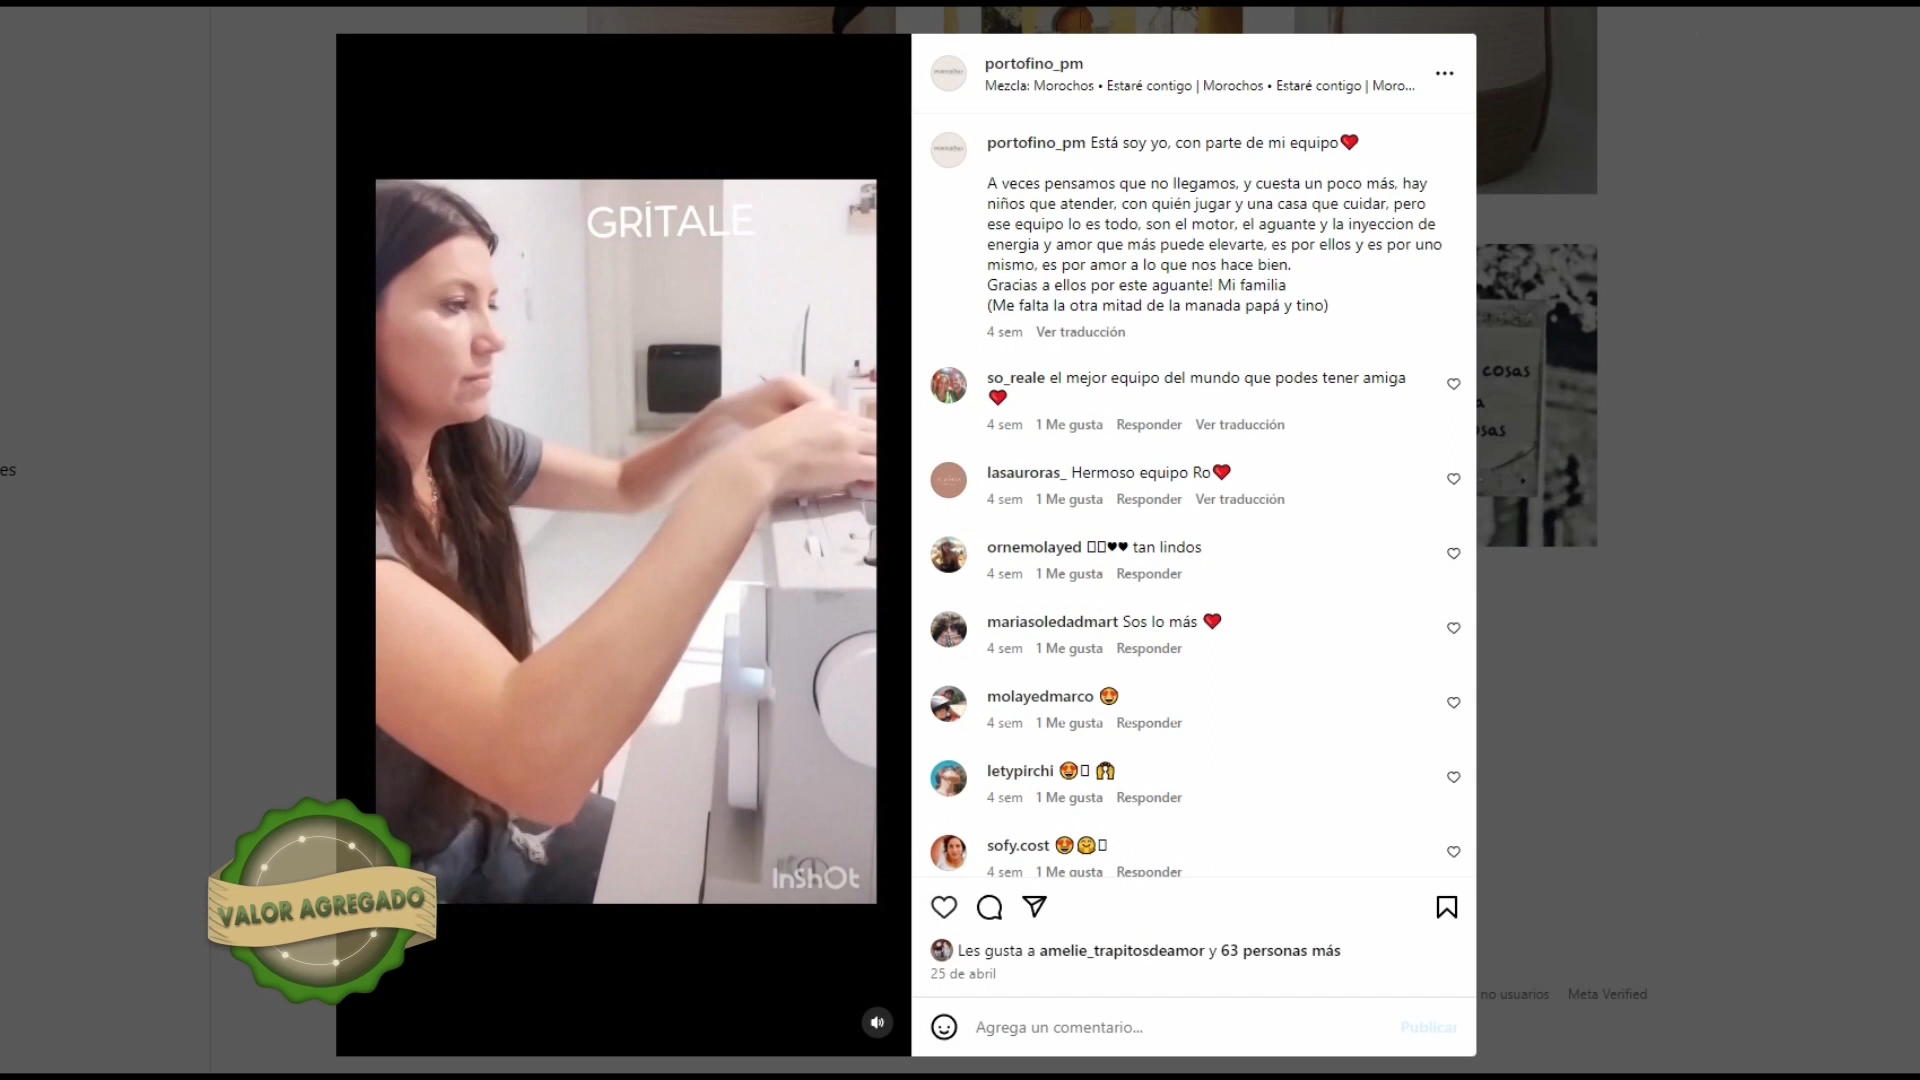 portofino_pm
Mezcla: Morochos • Estaré contigo | Morochos • Estaré contigo | Moro...
portofino_pm Está soy yo, con parte de mi equipo❤️
A veces pensamos que no llegamos, y cuesta un poco más, hay
niños que atender, con quién jugar y una casa que cuidar, pero
ese equipo lo es todo, son el motor, el aguante y la inyeccion de
energia y amor que más puede elevarte, es por ellos y es por uno
mismo, es por amor a lo que nos hace bien.
Gracias a ellos por este aguante! Mi familia
(Me falta la otra mitad de la manada papá y tino)
4 sem Ver traducción
so_reale el mejor equipo del mundo que podes tener amiga
❤️
4 sem 1 Me gusta Responder Ver traducción
lasauroras_ Hermoso equipo Ro❤️
4 sem 1 Me gusta Responder Ver traducción
ornemolayed ♥♥ tan lindos
4 sem 1 Me gusta Responder
mariasoledadmart Sos lo más ❤️
4 sem 1 Me gusta Responder
molayedmarco 😍
4 sem 1 Me gusta Responder
letypirchi 😍 🙌
4 sem 1 Me gusta Responder
sofy.cost 😍🤗
4 sem 1 Me gusta Responder
Les gusta a amelie_trapitosdeamor y 63 personas más
25 de abril
Agrega un comentario...
Publicar
GRÍTALE
InShOt
VALOR AGREGADO
es
cosas
a
osas
no usuarios Meta Verified